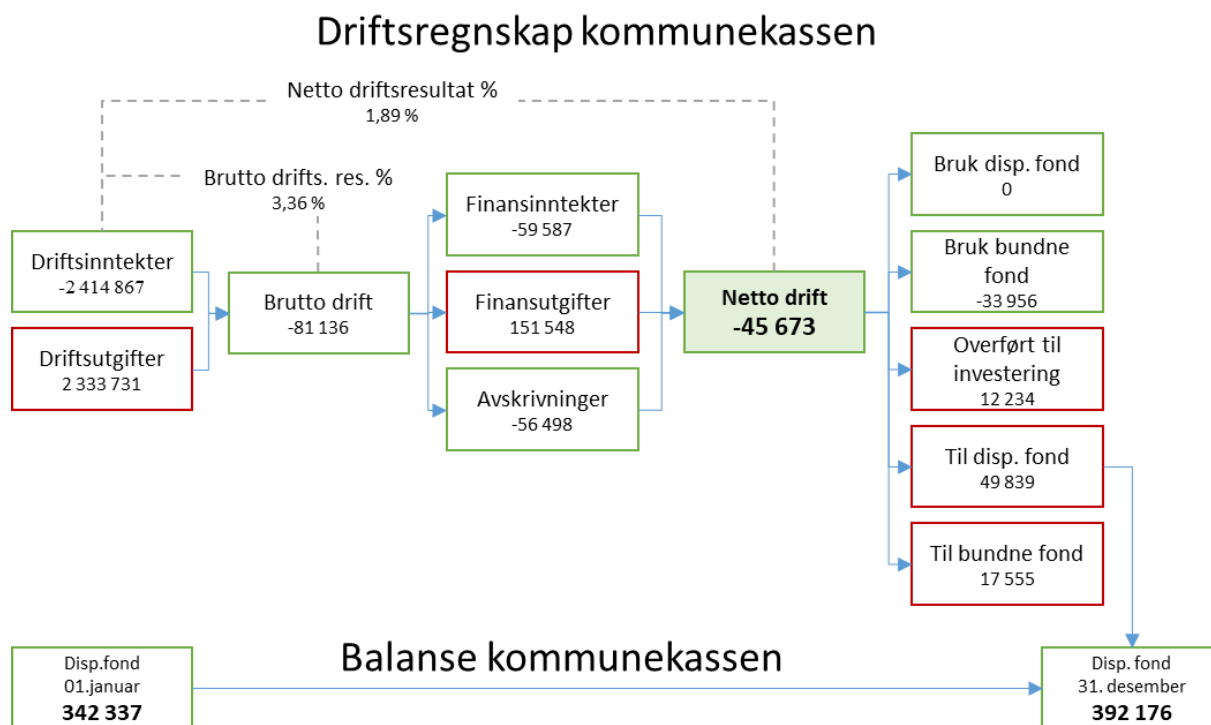 Driftsregnskap kommunekassen
Netto driftsresultat %
1,89 %
Brutto drifts. res. %
3,36 %
Driftsinntekter
-2 414 867
Driftsutgifter
2 333 731
Brutto drift
-81 136
Finansinntekter
-59 587
Finansutgifter
151 548
Avskrivninger
-56 498
Netto drift
-45 673
Bruk disp. fond
0
Bruk bundne
fond
-33 956
Overført til
investering
12 234
Til disp. fond
49 839
Til bundne fond
17 555
Balanse kommunekassen
Disp.fond
01.januar
342 337
Disp. fond
31. desember
392 176